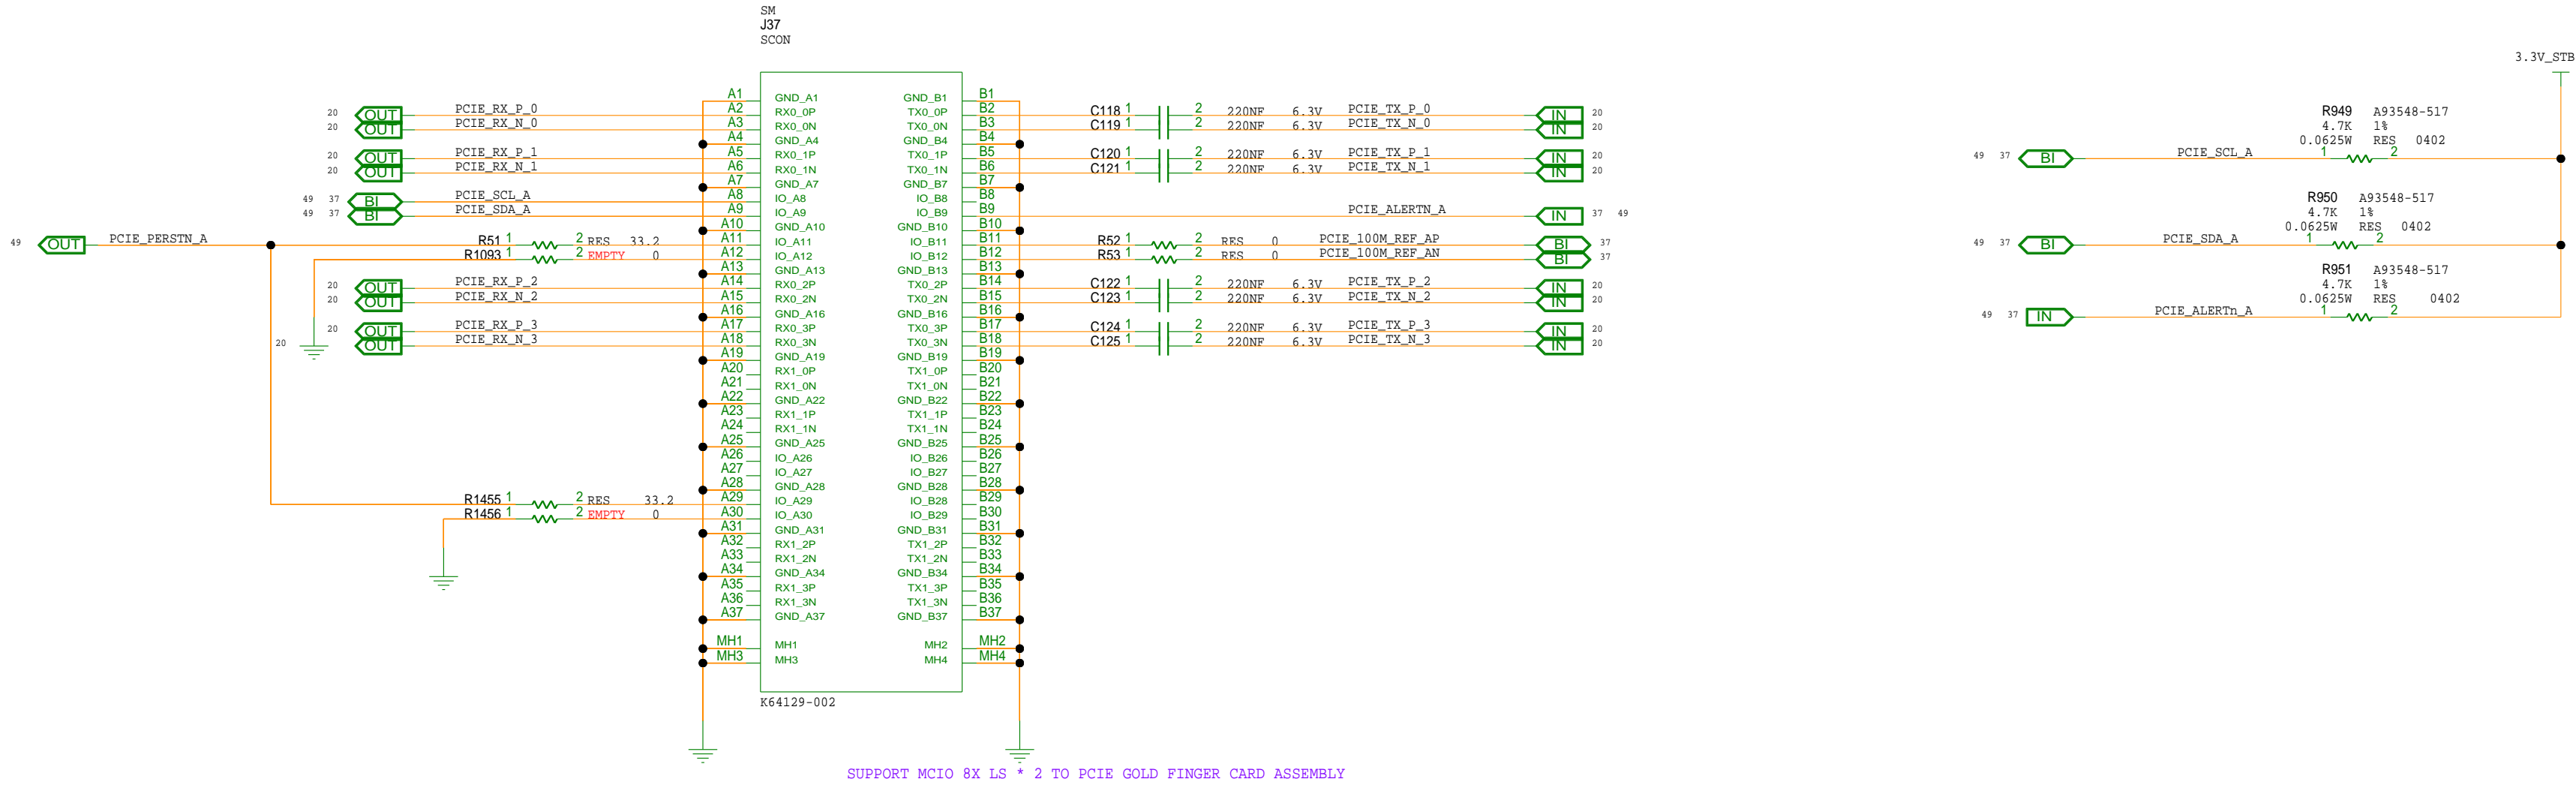 SM
J37
SCON
3.3V_STB
A1 GND_A1 GND_B1 B1
20 OUT PCIE_RX_P_0 A2 RX0_0P TX0_0P B2 C118 1 2 220NF 6.3V PCIE_TX_P_0 IN 20
20 OUT PCIE_RX_N_0 A3 RX0_0N TX0_0N B3 C119 1 2 220NF 6.3V PCIE_TX_N_0 IN 20
A4 GND_A4 GND_B4 B4
20 OUT PCIE_RX_P_1 A5 RX0_1P TX0_1P B5 C120 1 2 220NF 6.3V PCIE_TX_P_1 IN 20
20 OUT PCIE_RX_N_1 A6 RX0_1N TX0_1N B6 C121 1 2 220NF 6.3V PCIE_TX_N_1 IN 20
A7 GND_A7 GND_B7 B7
49 37 BI PCIE_SCL_A A8 IO_A8 IO_B8 B8
49 37 BI PCIE_SDA_A A9 IO_A9 IO_B9 B9 PCIE_ALERTN_A IN 37 49
A10 GND_A10 GND_B10 B10
49 OUT PCIE_PERSTN_A R51 1 2 RES 33.2 A11 IO_A11 IO_B11 B11 R52 1 2 RES 0 PCIE_100M_REF_AP BI 37
R1093 1 2 EMPTY 0 A12 IO_A12 IO_B12 B12 R53 1 2 RES 0 PCIE_100M_REF_AN BI 37
A13 GND_A13 GND_B13 B13
20 OUT PCIE_RX_P_2 A14 RX0_2P TX0_2P B14 C122 1 2 220NF 6.3V PCIE_TX_P_2 IN 20
20 OUT PCIE_RX_N_2 A15 RX0_2N TX0_2N B15 C123 1 2 220NF 6.3V PCIE_TX_N_2 IN 20
A16 GND_A16 GND_B16 B16
20 OUT PCIE_RX_P_3 A17 RX0_3P TX0_3P B17 C124 1 2 220NF 6.3V PCIE_TX_P_3 IN 20
20 OUT PCIE_RX_N_3 A18 RX0_3N TX0_3N B18 C125 1 2 220NF 6.3V PCIE_TX_N_3 IN 20
A19 GND_A19 GND_B19 B19
A20 RX1_0P TX1_0P B20
A21 RX1_0N TX1_0N B21
A22 GND_A22 GND_B22 B22
A23 RX1_1P TX1_1P B23
A24 RX1_1N TX1_1N B24
A25 GND_A25 GND_B25 B25
A26 IO_A26 IO_B26 B26
A27 IO_A27 IO_B27 B27
A28 GND_A28 GND_B28 B28
R1455 1 2 RES 33.2 A29 IO_A29 IO_B28 B29
R1456 1 2 EMPTY 0 A30 IO_A30 IO_B29 B30
A31 GND_A31 GND_B31 B31
A32 RX1_2P TX1_2P B32
A33 RX1_2N TX1_2N B33
A34 GND_A34 GND_B34 B34
A35 RX1_3P TX1_3P B35
A36 RX1_3N TX1_3N B36
A37 GND_A37 GND_B37 B37
MH1 MH1 MH2 MH2
MH3 MH3 MH4 MH4
K64129-002
SUPPORT MCIO 8X LS * 2 TO PCIE GOLD FINGER CARD ASSEMBLY
R949 A93548-517
4.7K 1%
0.0625W RES 0402
49 37 BI PCIE_SCL_A 1 2
R950 A93548-517
4.7K 1%
0.0625W RES 0402
49 37 BI PCIE_SDA_A 1 2
R951 A93548-517
4.7K 1%
0.0625W RES 0402
49 37 IN PCIE_ALERTn_A 1 2